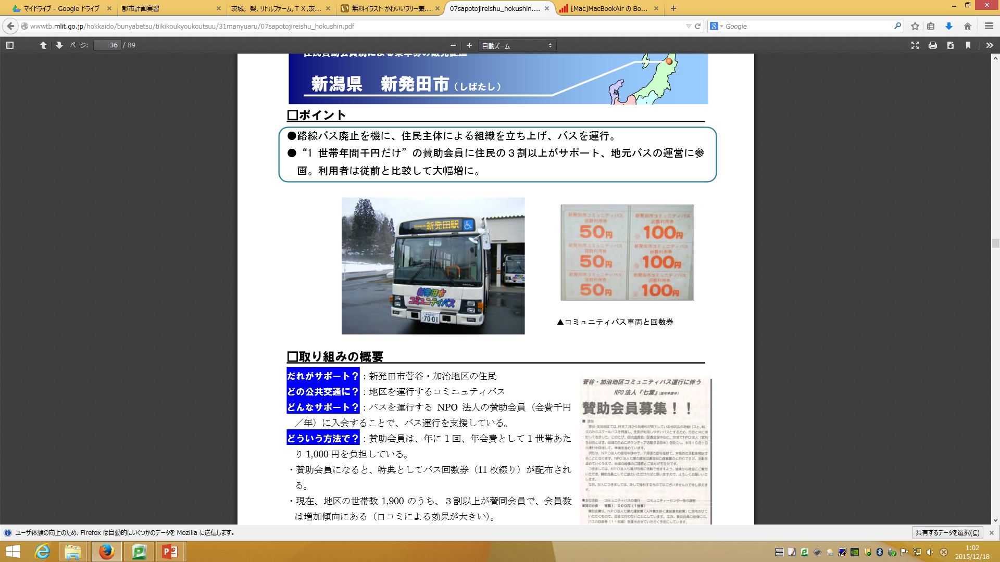 マイドライブ - Google ドライブ
都市計画実習
茨城，梨、リトルファーム,ＴＸ,茨...
無料イラスト かわいいフリー素...
07sapotojireishu_hokushin....
[Mac]MacBookAir の Bo...
wwwtb.mlit.go.jp/hokkaido/bunyabetsu/tiikikoukyoukoutsuu/31manyuaru/07sapotojireishu_hokushin.pdf
Google
ページ: 36 / 89
自動ズーム
住民賛助会員制による乗車券の販売促進
新潟県　新発田市（しばたし）
□ポイント
●路線バス廃止を機に、住民主体による組織を立ち上げ、バスを運行。
●“1 世帯年間千円だけ”の賛助会員に住民の３割以上がサポート、地元バスの運営に参
画。利用者は従前と比較して大幅増に。
新発田駅
新発田市
コミュニティバス
70-01
新発田市コミュニティバス
回数利用券
50円
新発田市コミュニティバス
回数利用券
100円
新発田市コミュニティバス
回数利用券
50円
新発田市コミュニティバス
回数利用券
100円
新発田市コミュニティバス
回数利用券
50円
新発田市コミュニティバス
回数利用券
100円
▲コミュニティバス車両と回数券
□取り組みの概要
だれがサポート？：新発田市菅谷・加治地区の住民
どの公共交通に？：地区を運行するコミニュティバス
どんなサポート？：バスを運行する NPO 法人の賛助会員（会費千円
／年）に入会することで、バス運行を支援している。
どういう方法で？：賛助会員は、年に 1 回、年会費として 1 世帯あた
り 1,000 円を負担している。
・賛助会員になると、特典としてバス回数券（11 枚綴り）が配布され
る。
・現在、地区の世帯数 1,900 のうち、３割以上が賛同会員で、会員数
は増加傾向にある（口コミによる効果が大きい）。
菅谷・加治地区コミュニティバス運行に伴う
NPO 法人『七葉』(認可申請中)
賛助会員募集！！
ユーザ体験の向上のため、Firefox は自動的にいくつかのデータを Mozilla に送信します。
共有するデータを選択(C)
1:02
2015/12/18